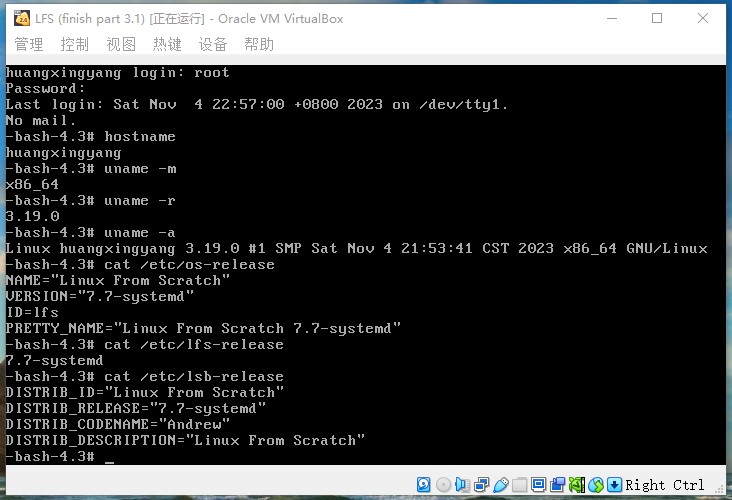 LFS (finish part 3.1) [正在运行] - Oracle VM VirtualBox
管理 控制 视图 热键 设备 帮助
huangxingyang login: root
Password:
Last login: Sat Nov  4 22:57:00 +0800 2023 on /dev/tty1.
No mail.
-bash-4.3# hostname
huangxingyang
-bash-4.3# uname -m
x86_64
-bash-4.3# uname -r
3.19.0
-bash-4.3# uname -a
Linux huangxingyang 3.19.0 #1 SMP Sat Nov 4 21:53:41 CST 2023 x86_64 GNU/Linux
-bash-4.3# cat /etc/os-release
NAME="Linux From Scratch"
VERSION="7.7-systemd"
ID=lfs
PRETTY_NAME="Linux From Scratch 7.7-systemd"
-bash-4.3# cat /etc/lfs-release
7.7-systemd
-bash-4.3# cat /etc/lsb-release
DISTRIB_ID="Linux From Scratch"
DISTRIB_RELEASE="7.7-systemd"
DISTRIB_CODENAME="Andrew"
DISTRIB_DESCRIPTION="Linux From Scratch"
-bash-4.3# _
Right Ctrl